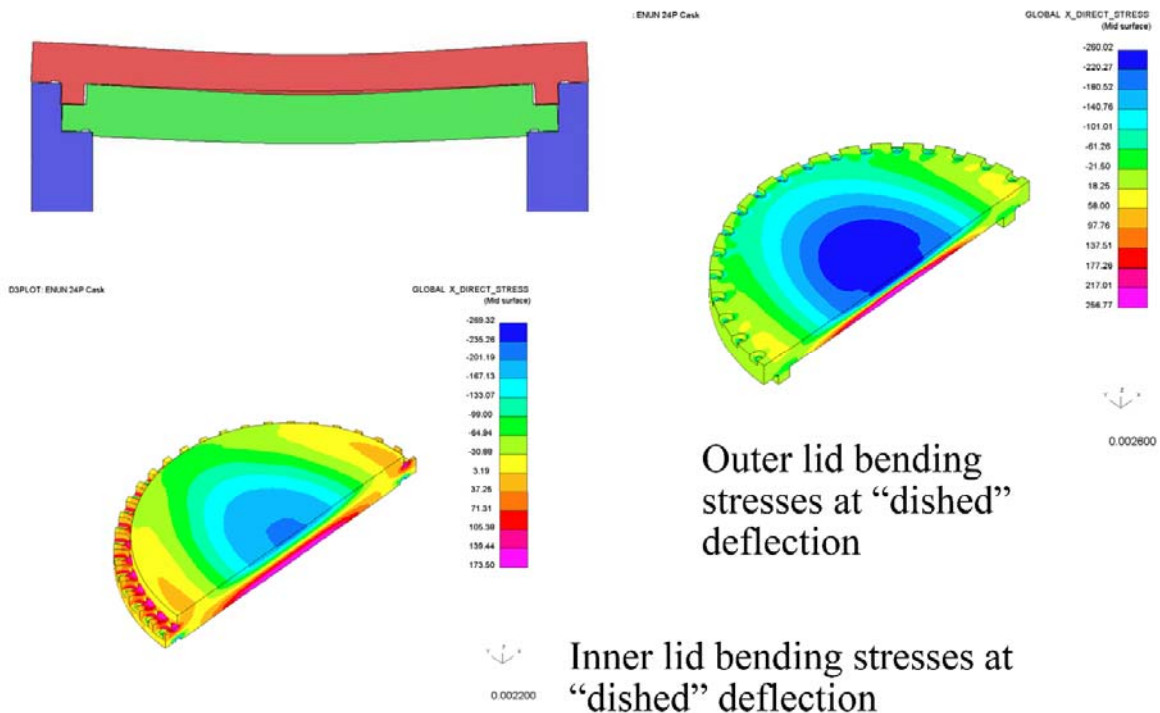 : ENUN 24P Cask
GLOBAL X_DIRECT_STRESS
(Mid surface)
-260.02
-220.27
-180.52
-140.76
-101.01
-61.26
-21.50
18.25
58.00
97.76
137.51
177.26
217.01
256.77
Y Z X
0.002600
Outer lid bending
stresses at “dished”
deflection
D3PLOT: ENUN 24P Cask
GLOBAL X_DIRECT_STRESS
(Mid surface)
-269.32
-235.26
-201.19
-167.13
-133.07
-99.00
-64.94
-30.88
3.19
37.25
71.31
105.38
139.44
173.50
Y Z X
0.002200
Inner lid bending stresses at
“dished” deflection